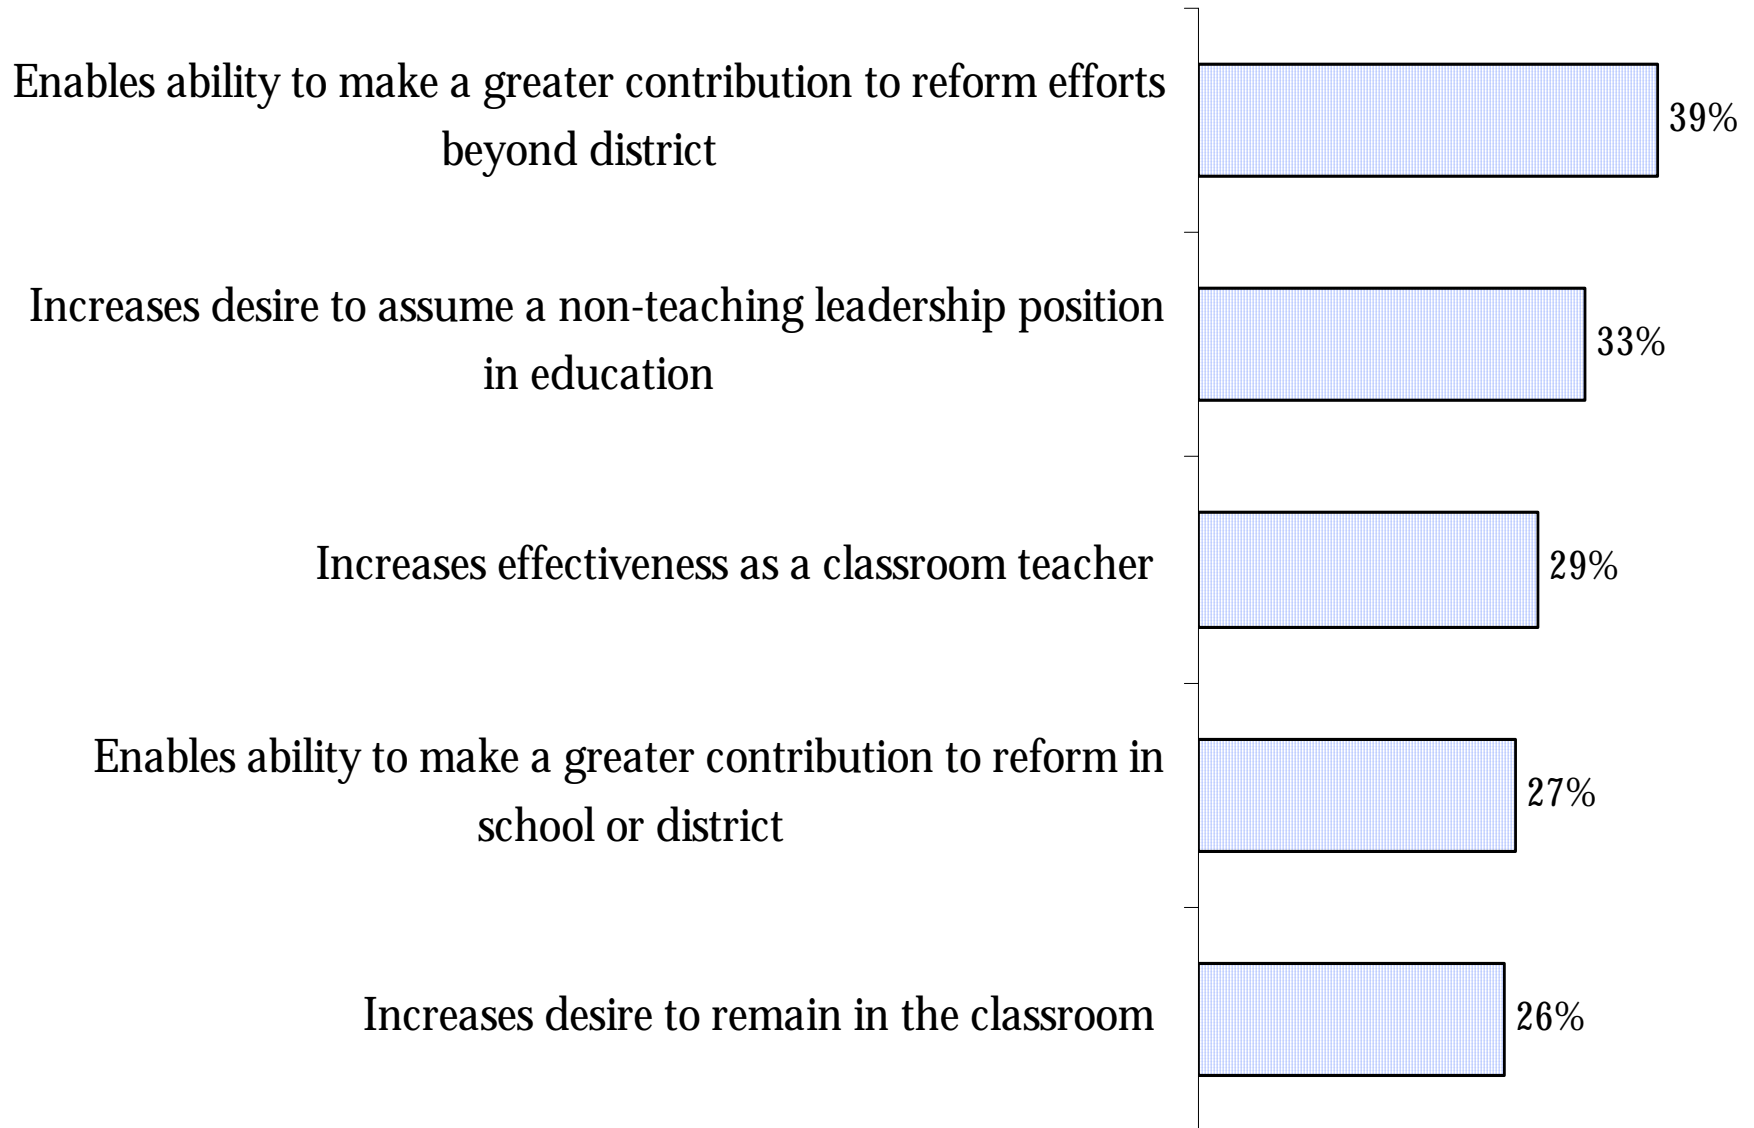 Enables ability to make a greater contribution to reform efforts
beyond district
39%
Increases desire to assume a non-teaching leadership position
in education
33%
Increases effectiveness as a classroom teacher
29%
Enables ability to make a greater contribution to reform in
school or district
27%
Increases desire to remain in the classroom
26%